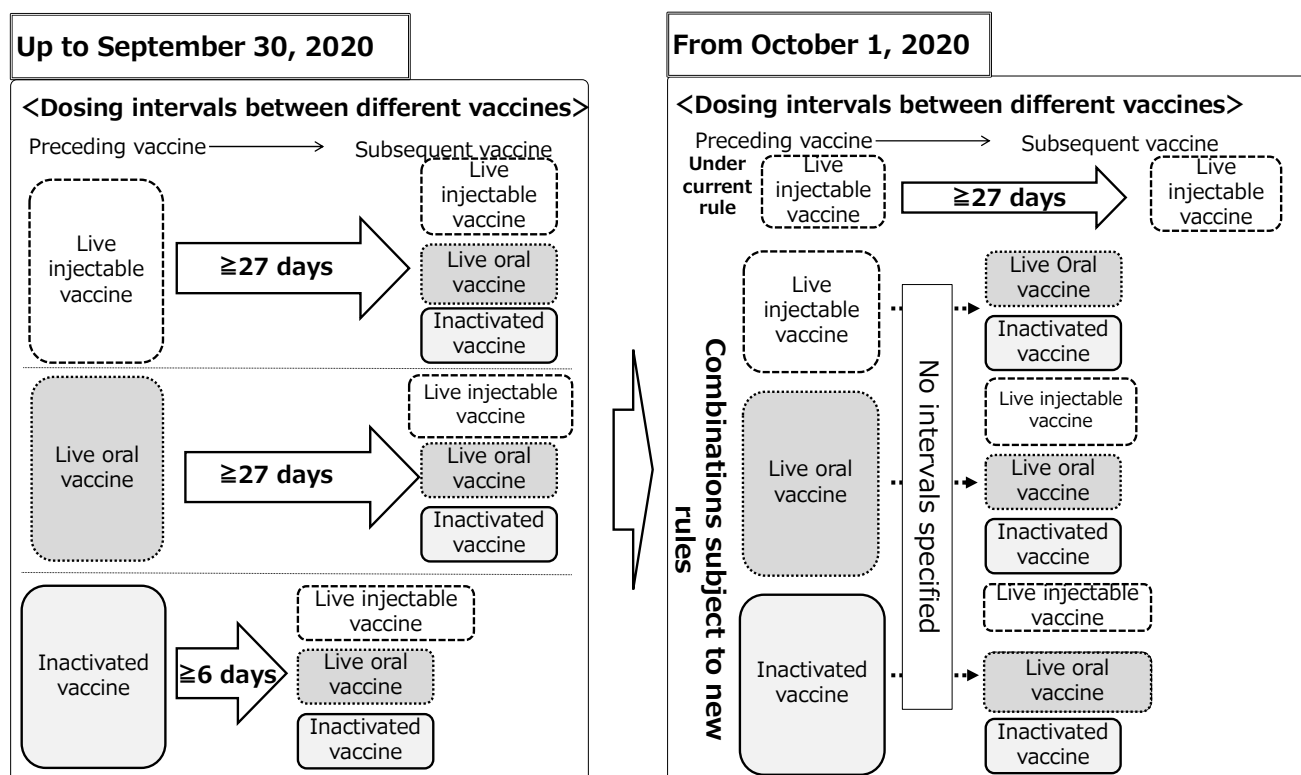 Up to September 30, 2020
<Dosing intervals between different vaccines>
Preceding vaccine
Subsequent vaccine
Live
injectable
vaccine
≧27 days
Live
injectable
vaccine
Live oral
vaccine
Inactivated
vaccine
Live oral
vaccine
≧27 days
Live injectable
vaccine
Live oral
vaccine
Inactivated
vaccine
Inactivated
vaccine
≧6 days
Live injectable
vaccine
Live oral
vaccine
Inactivated
vaccine
From October 1, 2020
<Dosing intervals between different vaccines>
Preceding vaccine
Subsequent vaccine
Under
current
rule
Live
injectable
vaccine
≧27 days
Live
injectable
vaccine
Combinations subject to new
rules
Live
injectable
vaccine
No intervals specified
Live Oral
vaccine
Inactivated
vaccine
Live oral
vaccine
Live injectable
vaccine
Live oral
vaccine
Inactivated
vaccine
Inactivated
vaccine
Live injectable
vaccine
Live oral
vaccine
Inactivated
vaccine